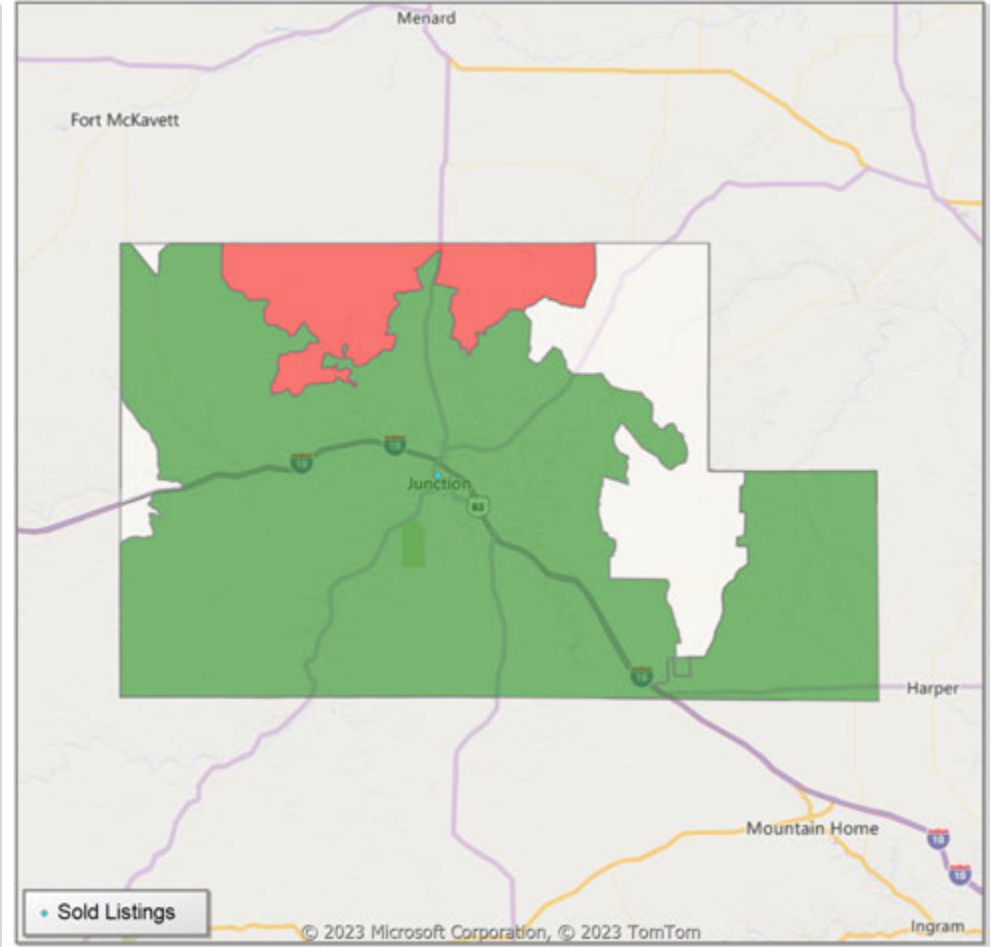 Menard
Fort McKavett
10
10
Junction
83
10
Harper
Mountain Home
10
10
Sold Listings
© 2023 Microsoft Corporation, © 2023 TomTom
Ingram